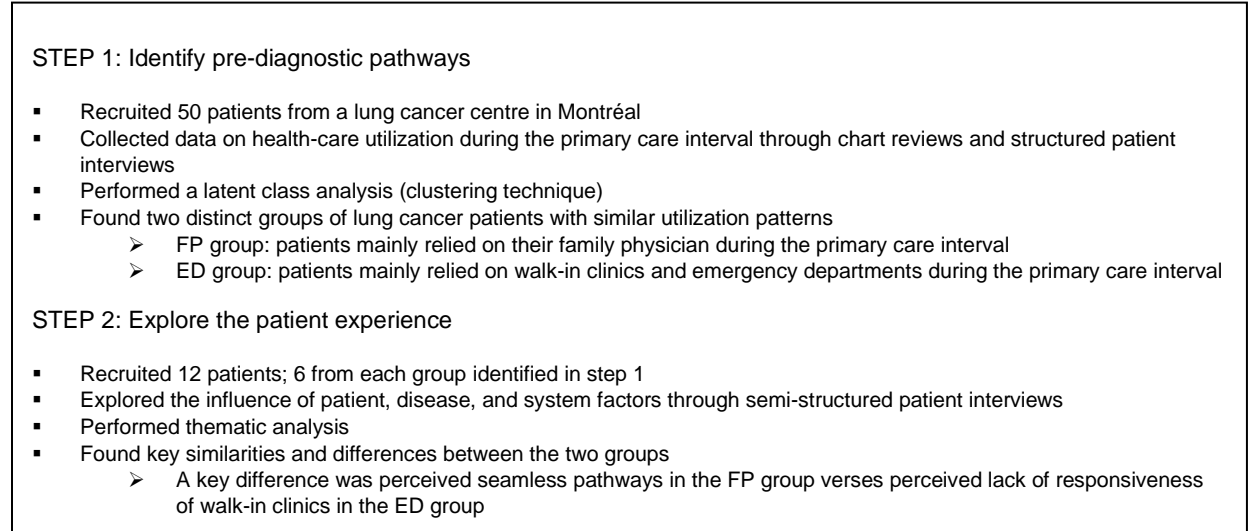 STEP 1: Identify pre-diagnostic pathways
▪ Recruited 50 patients from a lung cancer centre in Montréal
▪ Collected data on health-care utilization during the primary care interval through chart reviews and structured patient
interviews
▪ Performed a latent class analysis (clustering technique)
▪ Found two distinct groups of lung cancer patients with similar utilization patterns
➢ FP group: patients mainly relied on their family physician during the primary care interval
➢ ED group: patients mainly relied on walk-in clinics and emergency departments during the primary care interval
STEP 2: Explore the patient experience
▪ Recruited 12 patients; 6 from each group identified in step 1
▪ Explored the influence of patient, disease, and system factors through semi-structured patient interviews
▪ Performed thematic analysis
▪ Found key similarities and differences between the two groups
➢ A key difference was perceived seamless pathways in the FP group verses perceived lack of responsiveness
of walk-in clinics in the ED group